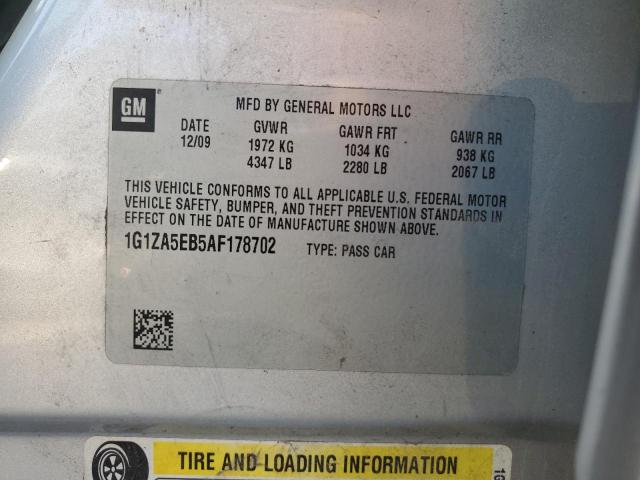 GM
MFD BY GENERAL MOTORS LLC
DATE GVWR GAWR FRT GAWR RR
12/09 1972 KG 1034 KG 938 KG
4347 LB 2280 LB 2067 LB
THIS VEHICLE CONFORMS TO ALL APPLICABLE U.S. FEDERAL MOTOR
VEHICLE SAFETY, BUMPER, AND THEFT PREVENTION STANDARDS IN
EFFECT ON THE DATE OF MANUFACTURE SHOWN ABOVE.
1G1ZA5EB5AF178702 TYPE: PASS CAR
TIRE AND LOADING INFORMATION